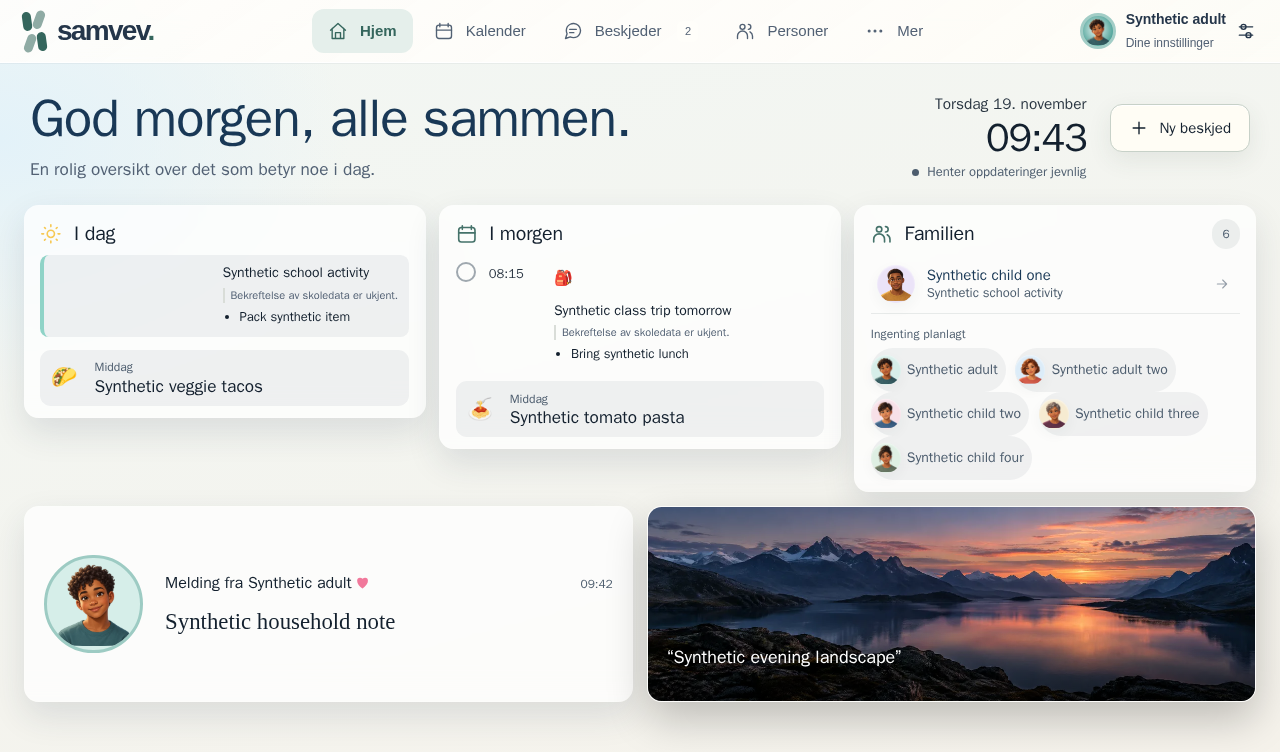 samvev.
Hjem
Kalender
Beskjeder 2
Personer
Mer
Synthetic adult
Dine innstillinger
God morgen, alle sammen.
En rolig oversikt over det som betyr noe i dag.
Torsdag 19. november
09:43
Henter oppdateringer jevnlig
Ny beskjed
I dag
Synthetic school activity
Bekreftelse av skoledata er ukjent.
Pack synthetic item
Middag
Synthetic veggie tacos
I morgen
08:15
Synthetic class trip tomorrow
Bekreftelse av skoledata er ukjent.
Bring synthetic lunch
Middag
Synthetic tomato pasta
Familien 6
Synthetic child one
Synthetic school activity
Ingenting planlagt
Synthetic adult
Synthetic adult two
Synthetic child two
Synthetic child three
Synthetic child four
Melding fra Synthetic adult 09:42
Synthetic household note
“Synthetic evening landscape”